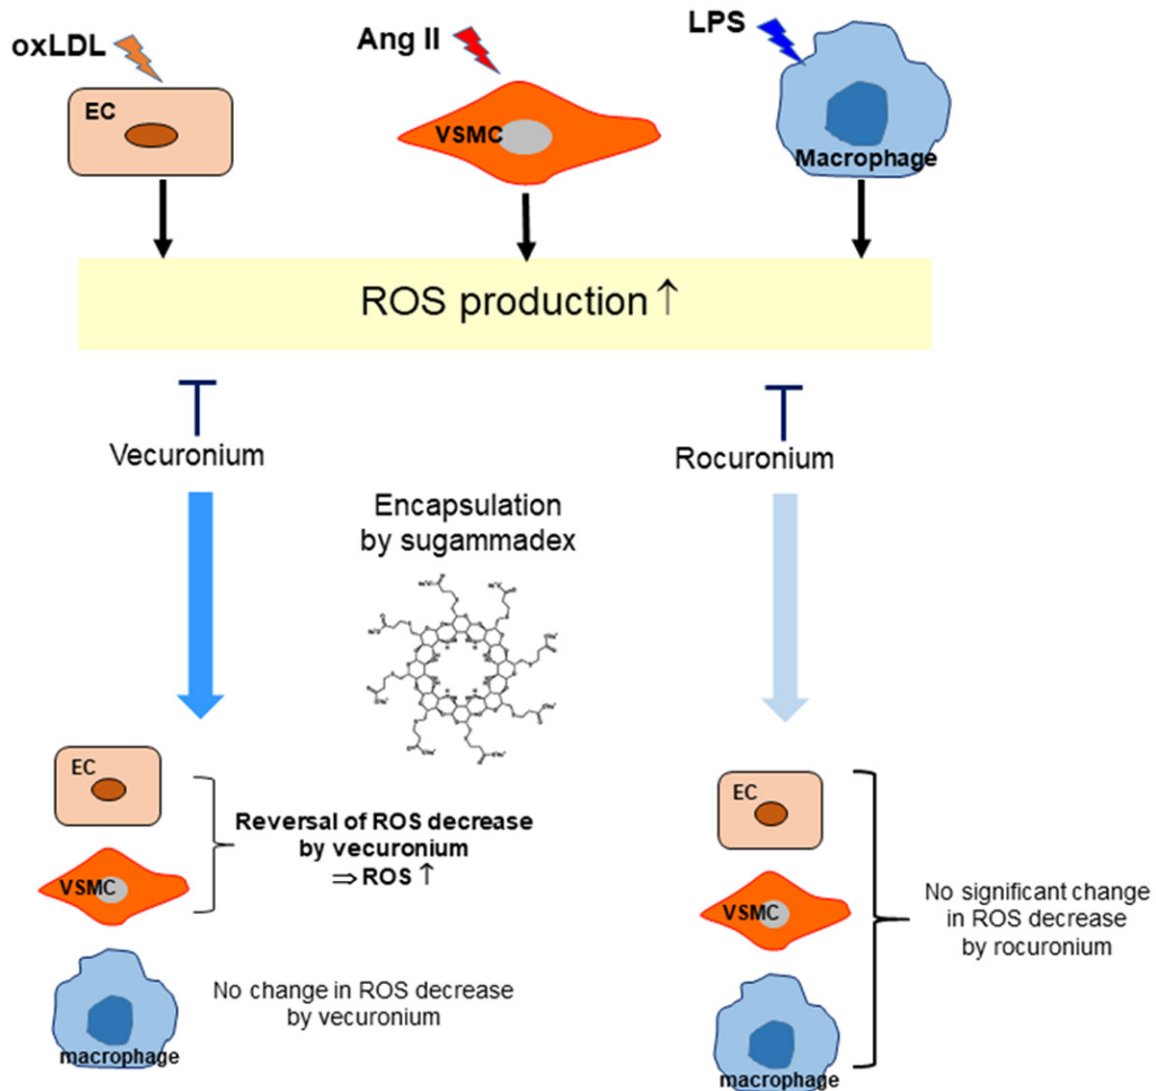 oxLDL
Ang II
LPS
EC
VSMC
Macrophage
ROS production ↑
Vecuronium
Rocuronium
Encapsulation
by sugammadex
EC
Reversal of ROS decrease
by vecuronium
⇒ ROS ↑
VSMC
No change in ROS decrease
by vecuronium
macrophage
EC
VSMC
No significant change
in ROS decrease
by rocuronium
macrophage